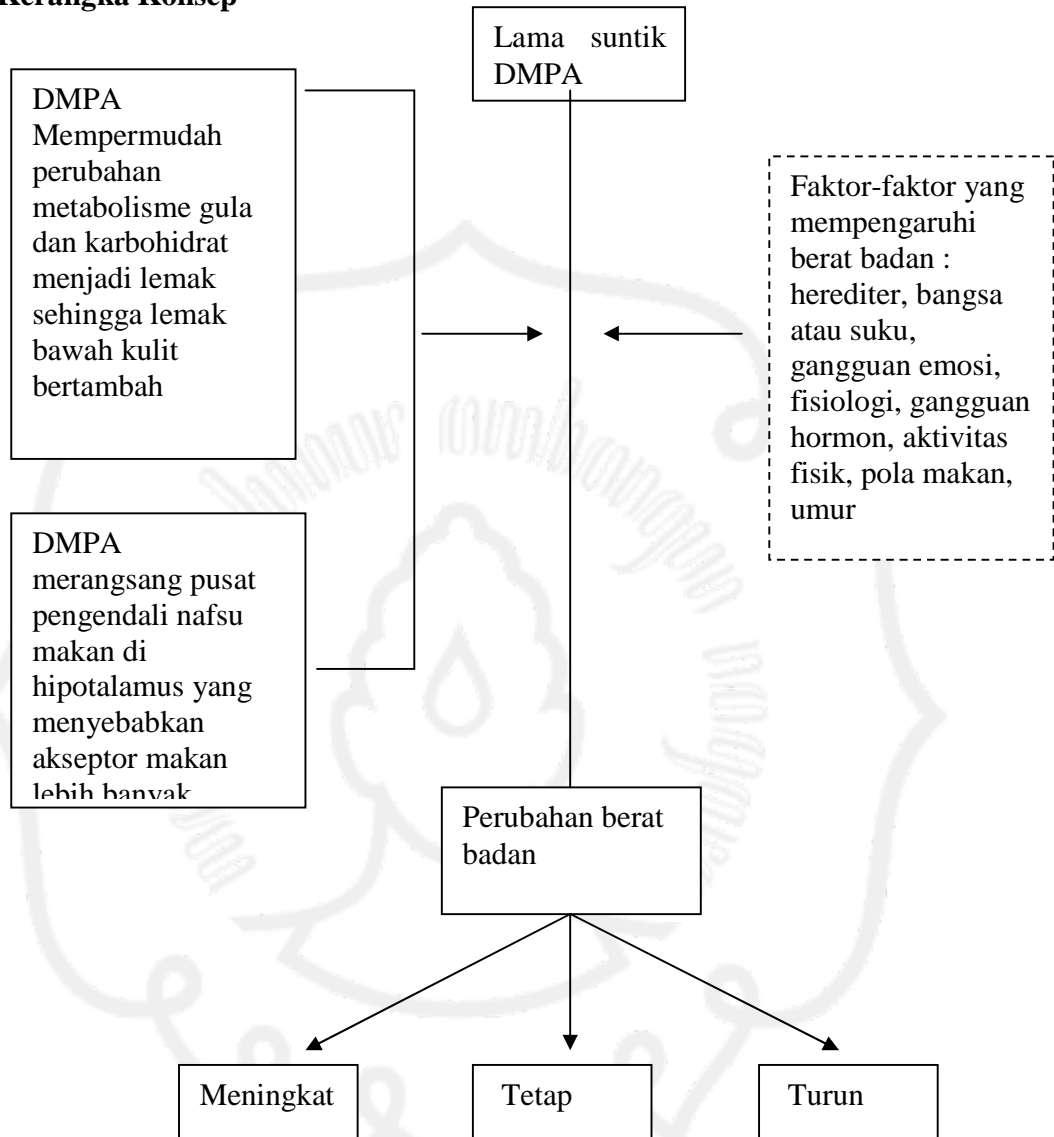 Kerangka Konsep
Lama suntik
DMPA
DMPA
Mempermudah
perubahan
metabolisme gula
dan karbohidrat
menjadi lemak
sehingga lemak
bawah kulit
bertambah
Faktor-faktor yang
mempengaruhi
berat badan :
herediter, bangsa
atau suku,
gangguan emosi,
fisiologi, gangguan
hormon, aktivitas
fisik, pola makan,
umur
DMPA
merangsang pusat
pengendali nafsu
makan di
hipotalamus yang
menyebabkan
akseptor makan
lebih banyak
Perubahan berat
badan
Meningkat
Tetap
Turun